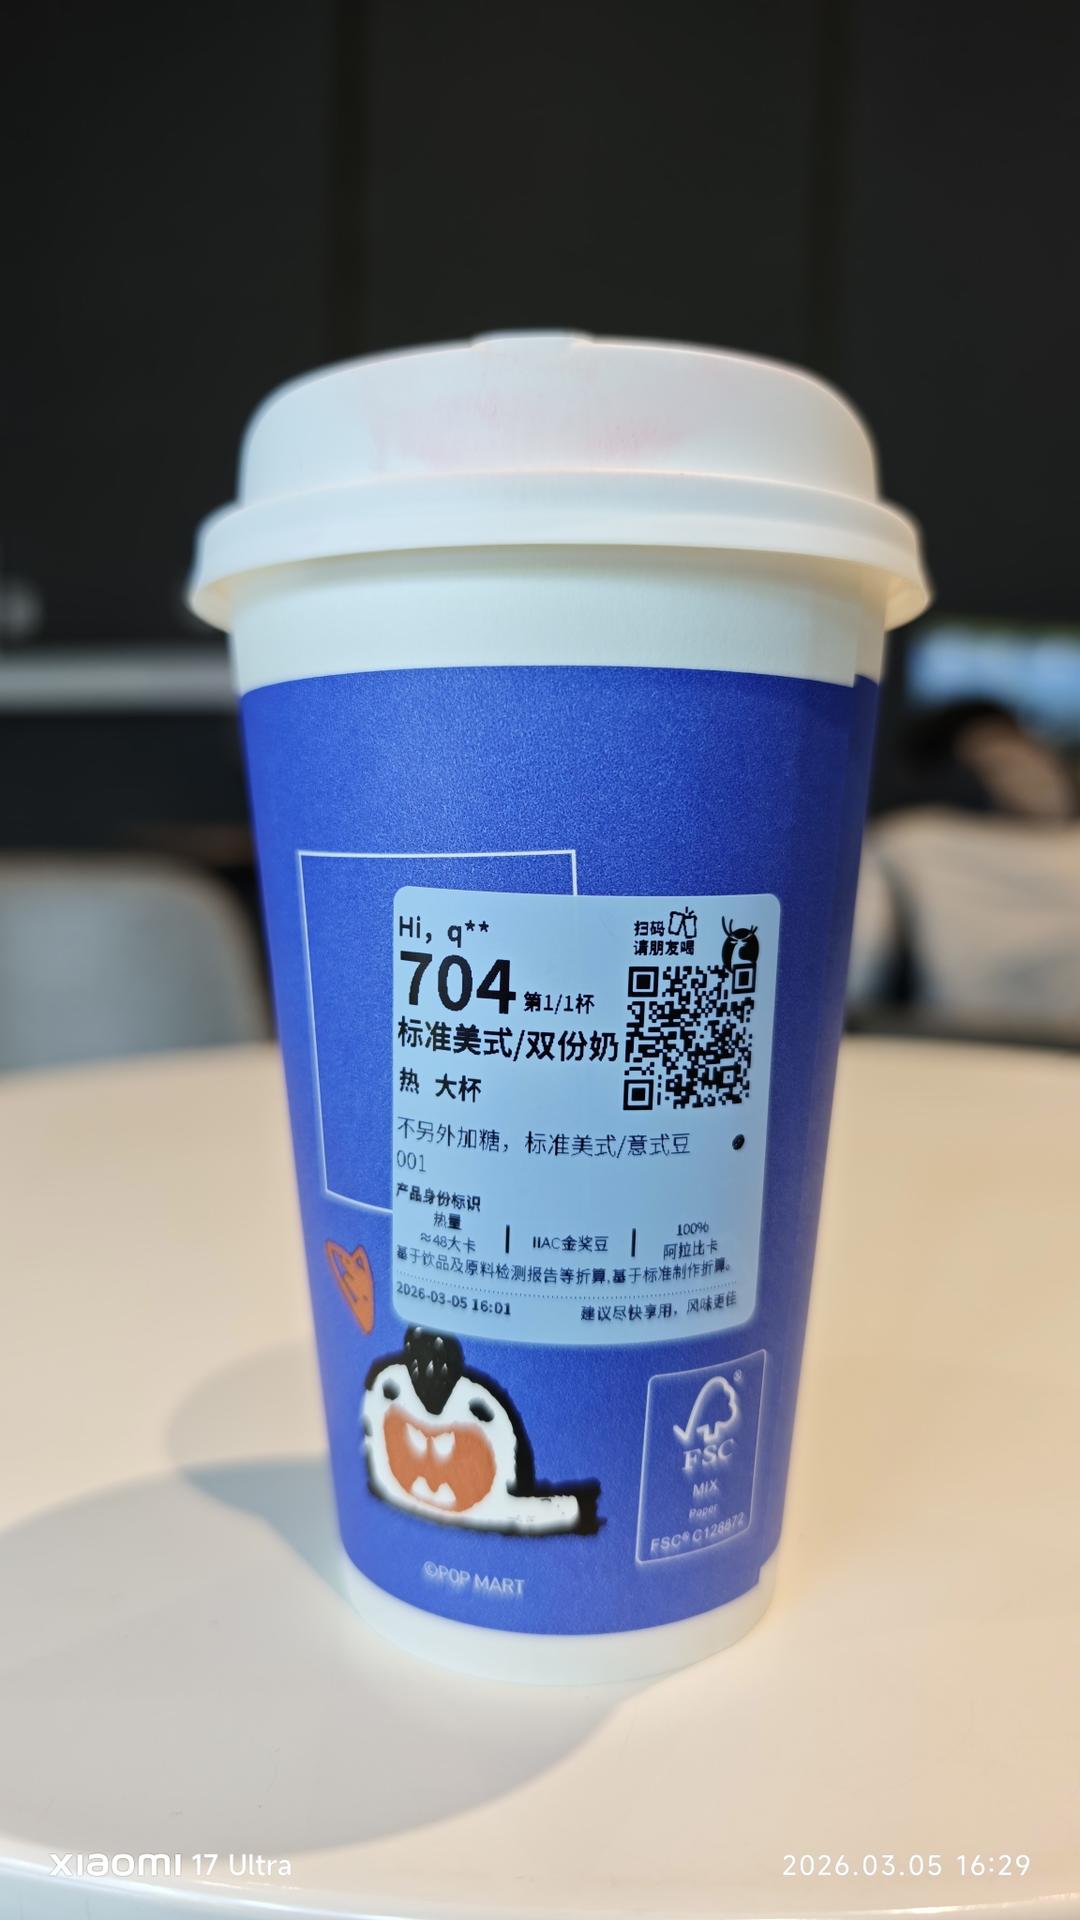 Hi, q**
扫码
请朋友喝
704 第1/1杯
标准美式/双份奶
热 大杯
不另外加糖，标准美式/意式豆
001
产品身份标识
热量
≈48大卡
IIAC金奖豆
100%
阿拉比卡
基于饮品及原料检测报告等折算,基于标准制作折算。
2026-03-05 16:01
建议尽快享用，风味更佳
FSC®
MIX
Paper
FSC® C128872
©POP MART
xiaomi 17 Ultra
2026.03.05 16:29